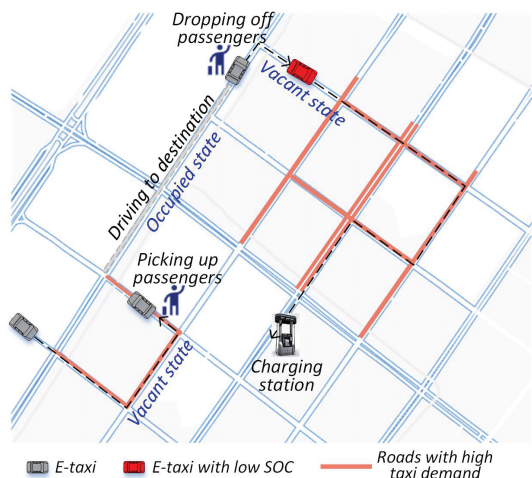 Dropping off
passengers
Vacant state
Driving to destination
Occupied state
Picking up
passengers
Vacant state
Charging
station
E-taxi
E-taxi with low SOC
Roads with high
taxi demand